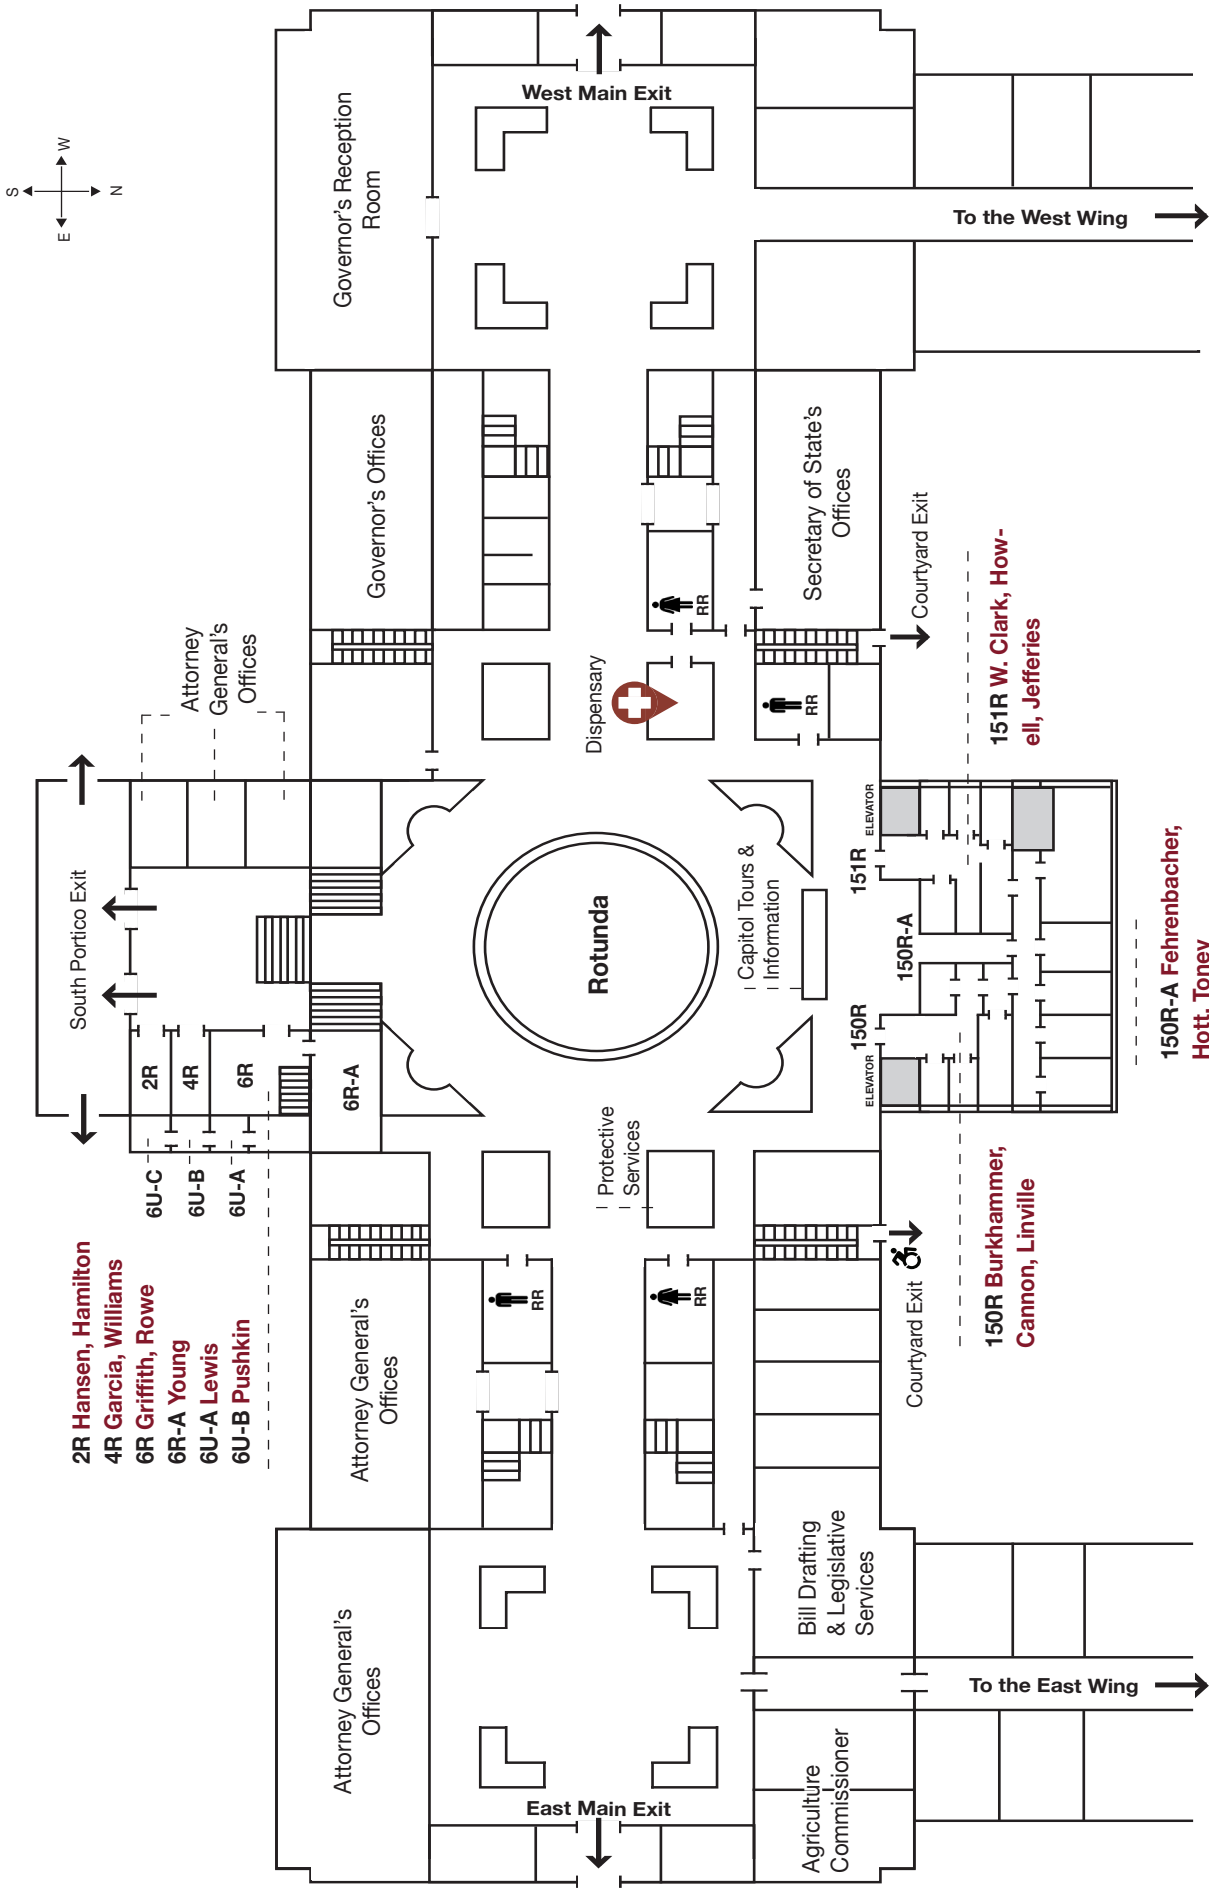 S
E
W
N
West Main Exit
Governor's Reception
Room
To the West Wing
Governor's Offices
Secretary of State's
Offices
Courtyard Exit
RR
RR
Attorney
General's
Offices
Dispensary
151R W. Clark, How-
ell, Jefferies
South Portico Exit
2R
4R
6R
6R-A
6U-C
6U-B
6U-A
Rotunda
Capitol Tours &
Information
ELEVATOR
151R
150R-A
150R
ELEVATOR
150R-A Fehrenbacher,
Hott, Toney
Protective
Services
2R Hansen, Hamilton
4R Garcia, Williams
6R Griffith, Rowe
6R-A Young
6U-A Lewis
6U-B Pushkin
RR
RR
Courtyard Exit
150R Burkhammer,
Cannon, Linville
Attorney General's
Offices
Attorney General's
Offices
Bill Drafting
& Legislative
Services
To the East Wing
East Main Exit
Agriculture
Commissioner